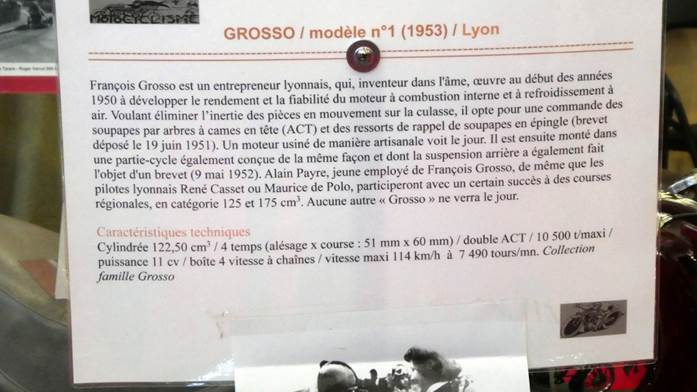 MOTOCYCLISME
GROSSO / modèle n°1 (1953) / Lyon
François Grosso est un entrepreneur lyonnais, qui, inventeur dans l'âme, œuvre au début des années
1950 à développer le rendement et la fiabilité du moteur à combustion interne et à refroidissement à
air. Voulant éliminer l'inertie des pièces en mouvement sur la culasse, il opte pour une commande des
soupapes par arbres à cames en tête (ACT) et des ressorts de rappel de soupapes en épingle (brevet
déposé le 19 juin 1951). Un moteur usiné de manière artisanale voit le jour. Il est ensuite monté dans
une partie-cycle également conçue de la même façon et dont la suspension arrière a également fait
l'objet d'un brevet (9 mai 1952). Alain Payre, jeune employé de François Grosso, de même que les
pilotes lyonnais René Casset ou Maurice de Polo, participeront avec un certain succès à des courses
régionales, en catégorie 125 et 175 cm³. Aucune autre « Grosso » ne verra le jour.
Caractéristiques techniques
Cylindrée 122,50 cm³ / 4 temps (alésage x course : 51 mm x 60 mm) / double ACT / 10 500 t/maxi /
puissance 11 cv / boîte 4 vitesse à chaînes / vitesse maxi 114 km/h à 7 490 tours/mn. Collection
famille Grosso